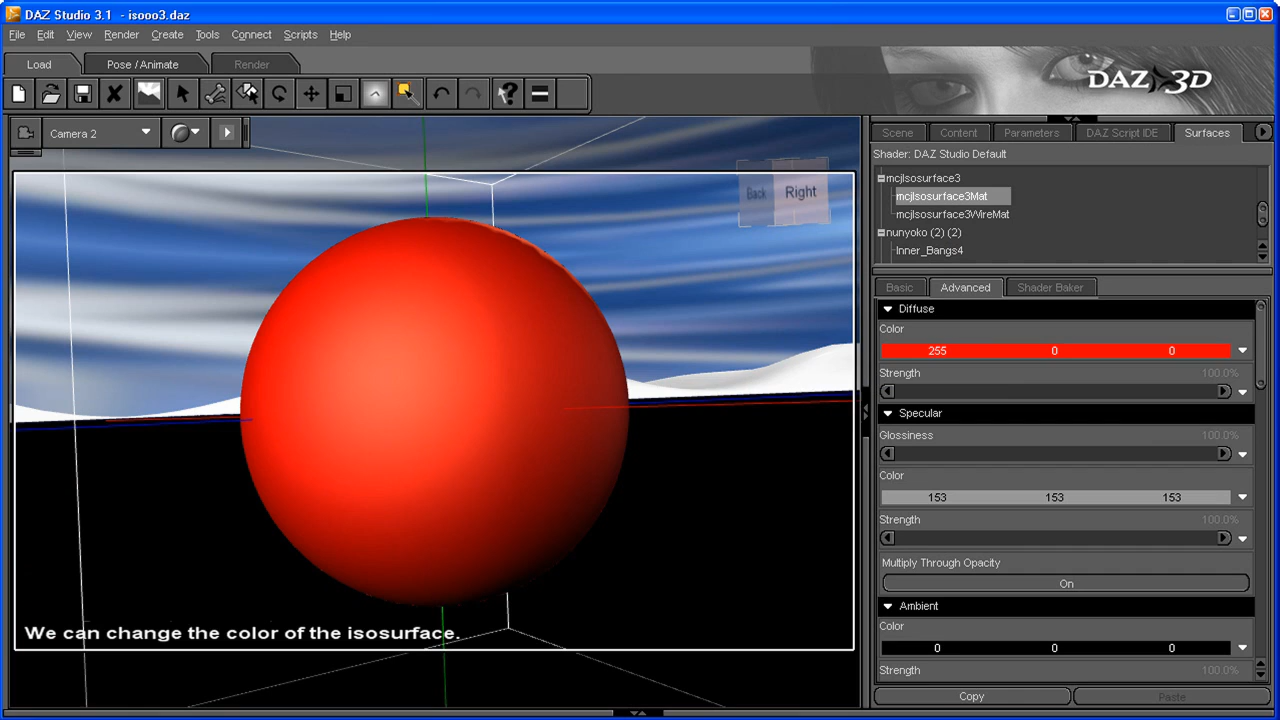 DAZ Studio 3.1 - isooo3.daz
File Edit View Render Create Tools Connect Scripts Help
Load Pose / Animate Render
DAZ 3D
Camera 2
Back Right
We can change the color of the isosurface.
Scene Content Parameters DAZ Script IDE Surfaces
Shader: DAZ Studio Default
mcjIsosurface3
mcjIsosurface3Mat
mcjIsosurface3WireMat
nunyoko (2) (2)
Inner_Bangs4
Basic Advanced Shader Baker
Diffuse
Color
255 0 0
Strength 100.0%
Specular
Glossiness 100.0%
Color
153 153 153
Strength 100.0%
Multiply Through Opacity
On
Ambient
Color
0 0 0
Strength
Copy Paste